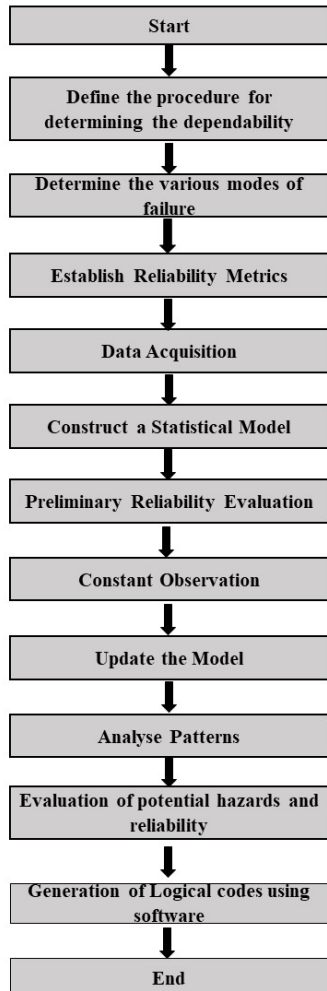 Start
Define the procedure for
determining the dependability
Determine the various modes of
failure
Establish Reliability Metrics
Data Acquisition
Construct a Statistical Model
Preliminary Reliability Evaluation
Constant Observation
Update the Model
Analyse Patterns
Evaluation of potential hazards and
reliability
Generation of Logical codes using
software
End